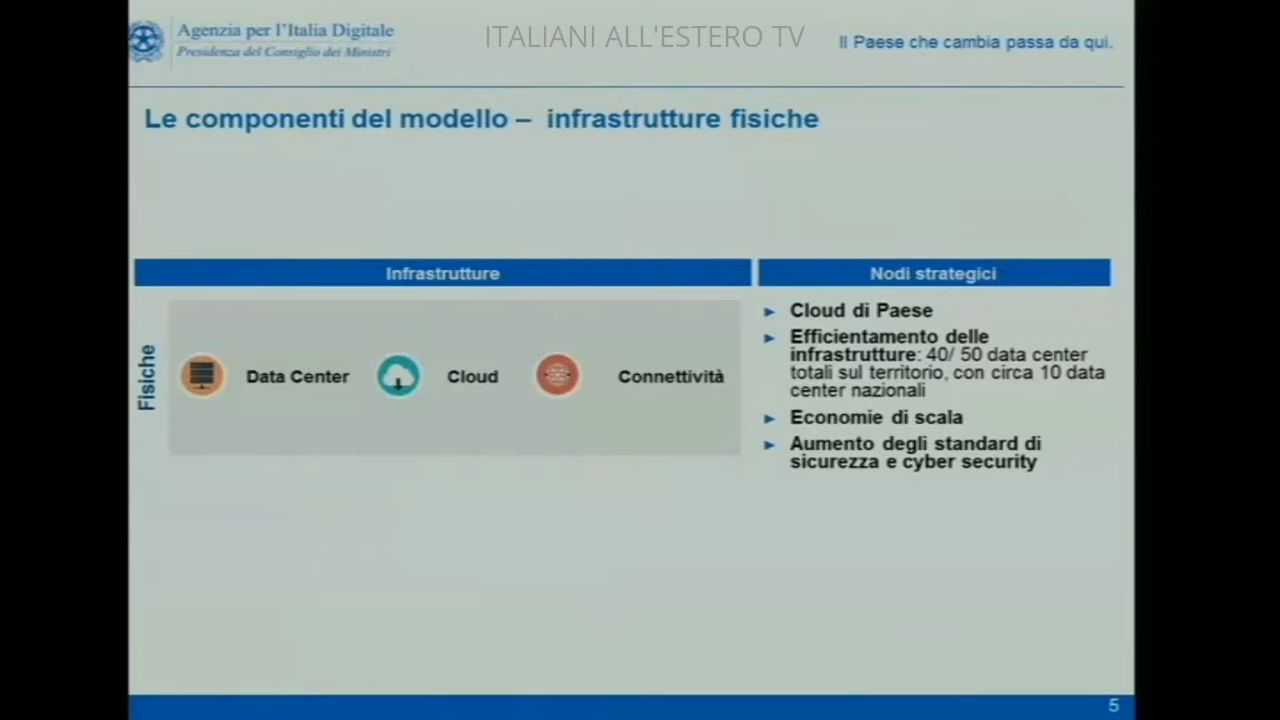 Agenzia per l'Italia Digitale
Presidenza del Consiglio dei Ministri
ITALIANI ALL'ESTERO TV
Il Paese che cambia passa da qui.
Le componenti del modello – infrastrutture fisiche
Infrastrutture
Nodi strategici
Fisiche
Data Center
Cloud
Connettività
► Cloud di Paese
► Efficientamento delle
infrastrutture: 40/ 50 data center
totali sul territorio, con circa 10 data
center nazionali
► Economie di scala
► Aumento degli standard di
sicurezza e cyber security
5